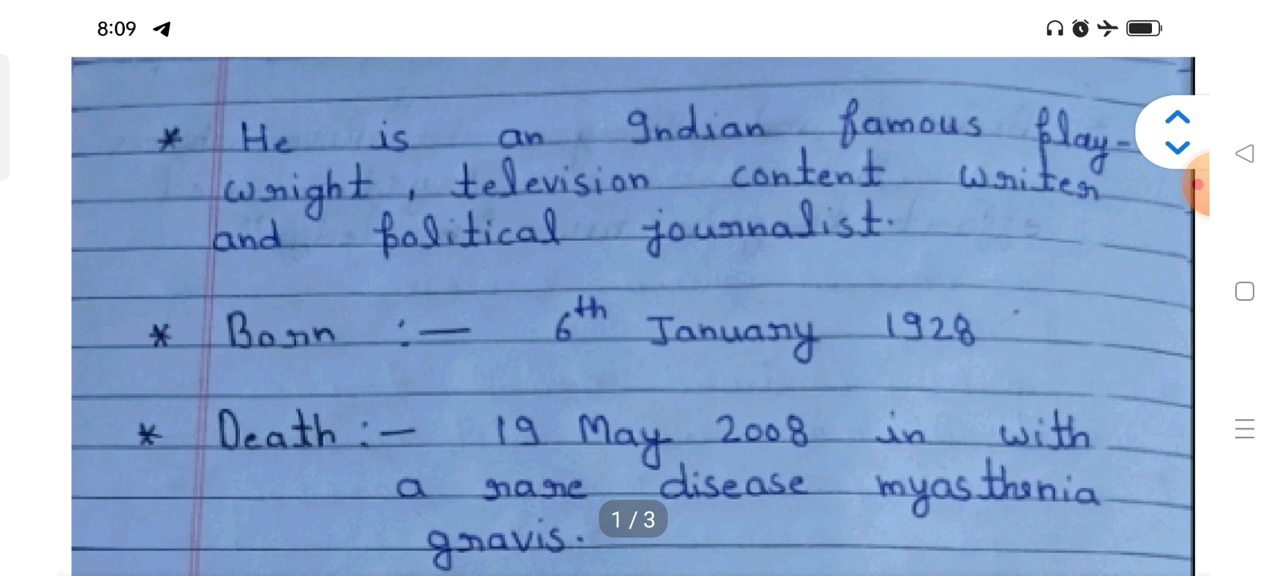 8:09
* He is an Indian famous play-
wright, television content writer
and political journalist.
* Born :— 6th January 1928
* Death :— 19 May 2008 in with
a rare disease myasthenia
1 / 3
gravis.